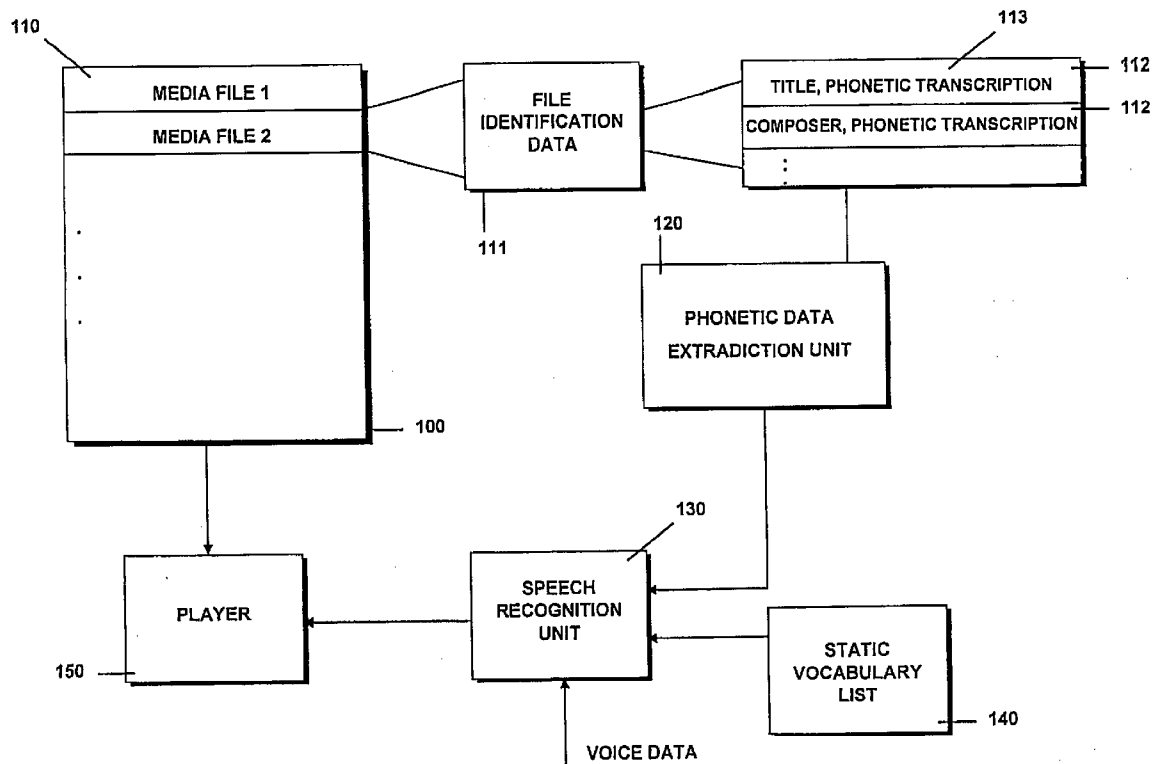 110
113
112
MEDIA FILE 1
FILE
IDENTIFICATION
DATA
TITLE, PHONETIC TRANSCRIPTION
112
MEDIA FILE 2
COMPOSER, PHONETIC TRANSCRIPTION
111
120
PHONETIC DATA
EXTRADICTION UNIT
100
130
PLAYER
SPEECH
RECOGNITION
UNIT
150
STATIC
VOCABULARY
LIST
140
VOICE DATA